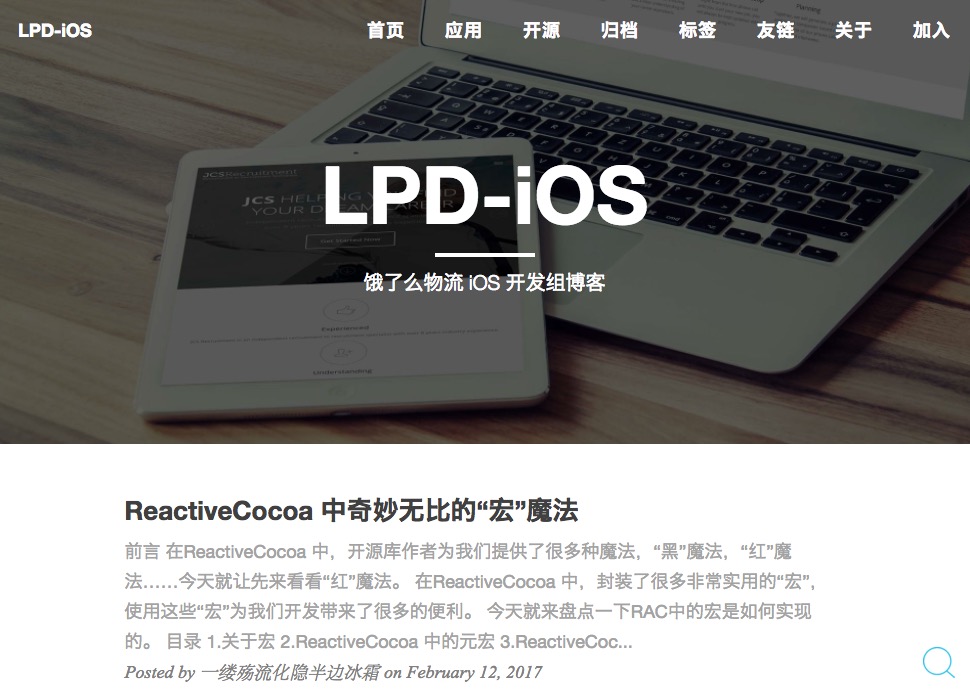 LPD-iOS
首页 应用 开源 归档 标签 友链 关于 加入
JCSRecruitment
LPD-iOS
Get Started Now
饿了么物流 iOS 开发组博客
Experienced
Understanding
ReactiveCocoa 中奇妙无比的“宏”魔法
前言 在ReactiveCocoa 中，开源库作者为我们提供了很多种魔法，“黑”魔法，“红”魔
法……今天就让先来看看“红”魔法。 在ReactiveCocoa 中，封装了很多非常实用的“宏”，
使用这些“宏”为我们开发带来了很多的便利。 今天就来盘点一下RAC中的宏是如何实现
的。 目录 1.关于宏 2.ReactiveCocoa 中的元宏 3.ReactiveCoc...
Posted by 一缕殇流化隐半边冰霜 on February 12, 2017